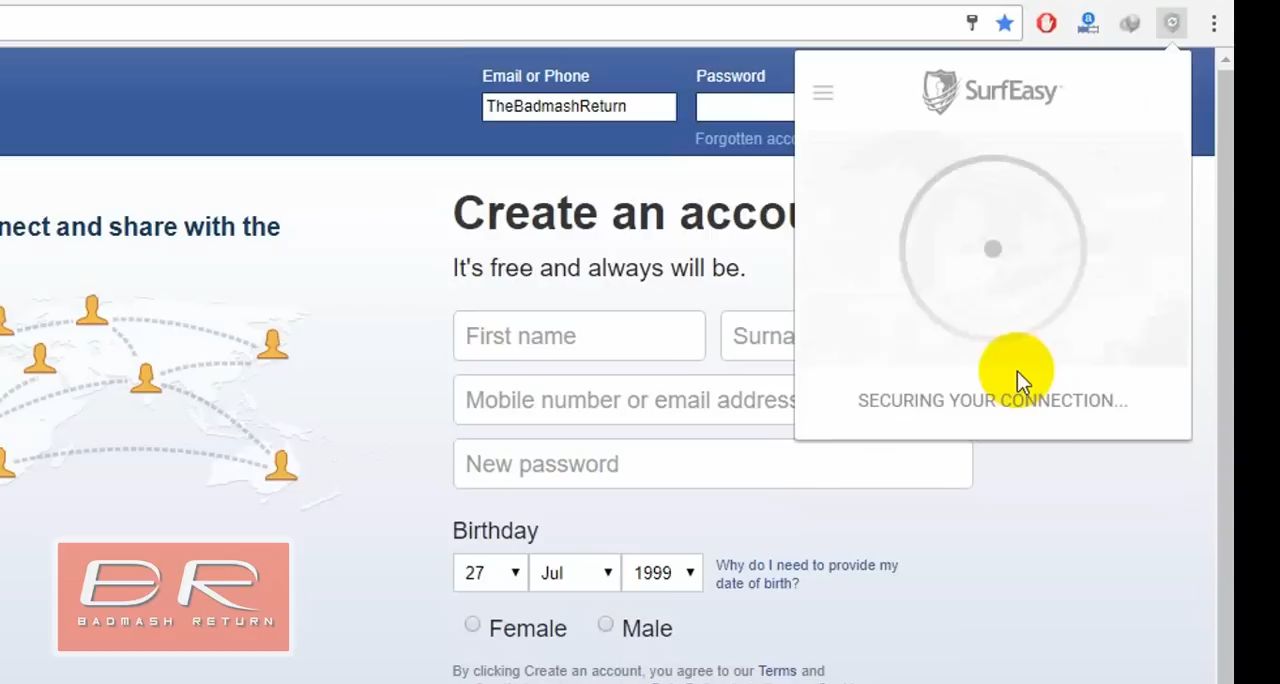 Email or Phone
Password
TheBadmashReturn
Forgotten acco
SurfEasy
SECURING YOUR CONNECTION...
nect and share with the
Create an accou
It's free and always will be.
First name
Surna
Mobile number or email address
New password
Birthday
27
Jul
1999
Why do I need to provide my
date of birth?
Female
Male
By clicking Create an account, you agree to our Terms and
BR
BADMASH RETURN